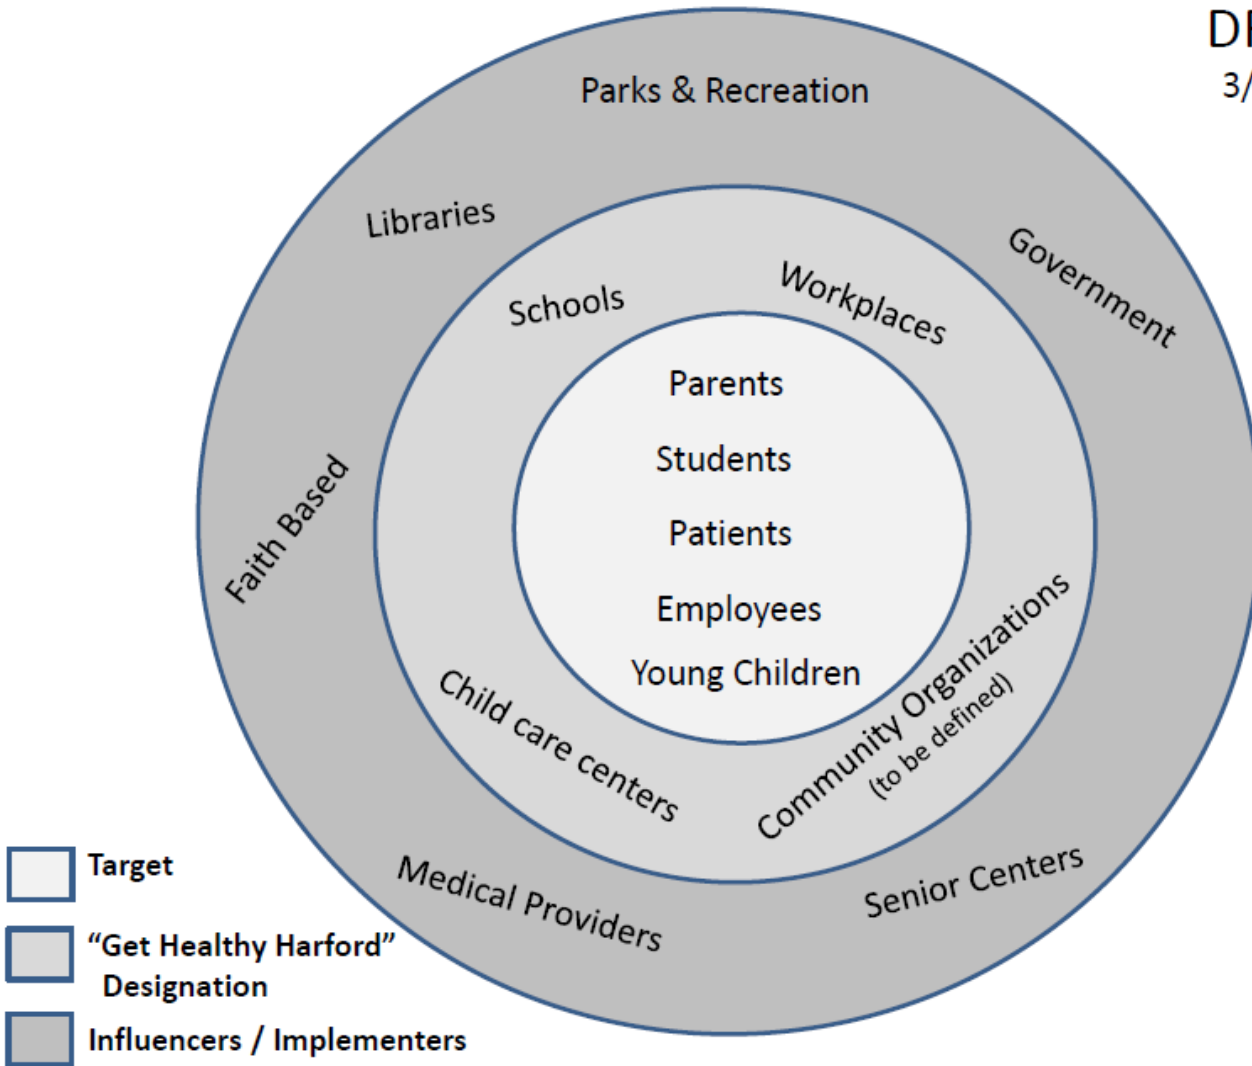 Parks & Recreation
Libraries
Government
Schools
Workplaces
Parents
Students
Patients
Employees
Young Children
Faith Based
Child care centers
Community Organizations
(to be defined)
Medical Providers
Senior Centers
Target
“Get Healthy Harford”
Designation
Influencers / Implementers